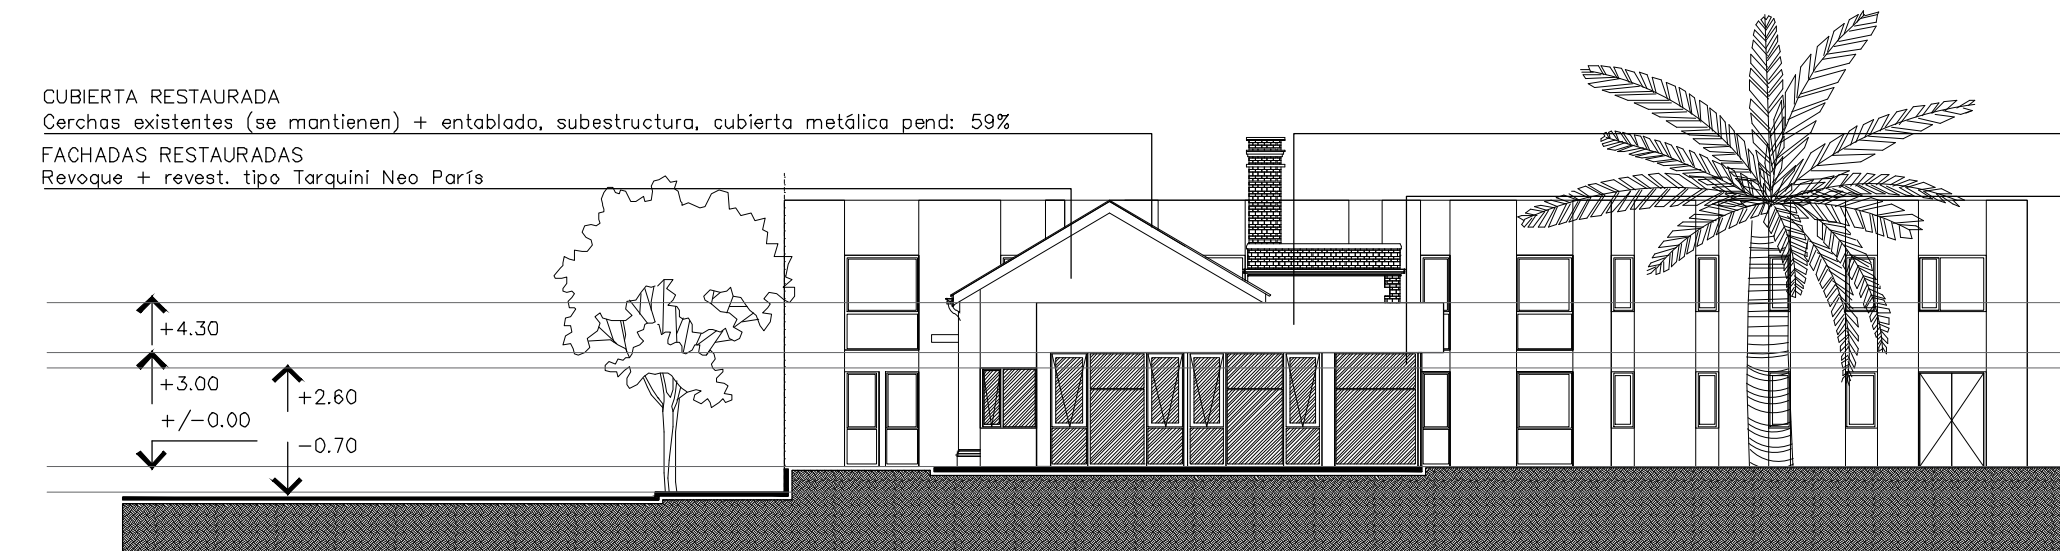 CUBIERTA RESTAURADA
Cerchas existentes (se mantienen) + entablado, subestructura, cubierta metálica pend: 59%
FACHADAS RESTAURADAS
Revoque + revest. tipo Tarquini Neo París
+4.30
+3.00
+2.60
+/-0.00
-0.70